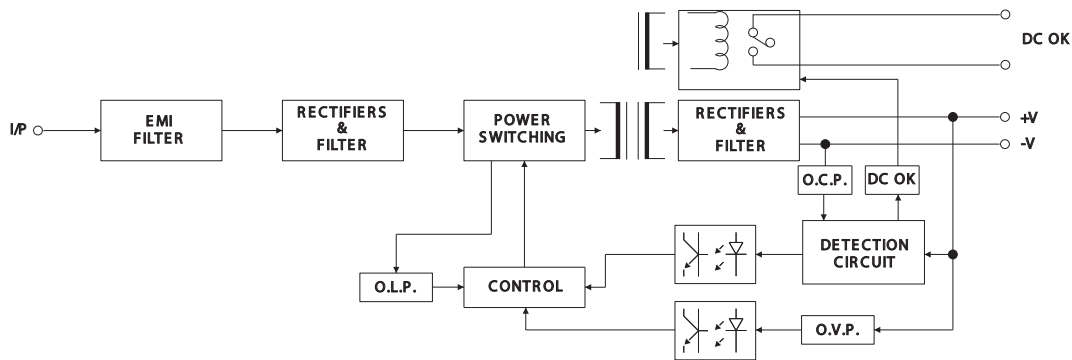 DC OK
I/P
EMI
FILTER
RECTIFIERS
&
FILTER
POWER
SWITCHING
RECTIFIERS
&
FILTER
+V
-V
O.C.P.
DC OK
DETECTION
CIRCUIT
O.L.P.
CONTROL
O.V.P.